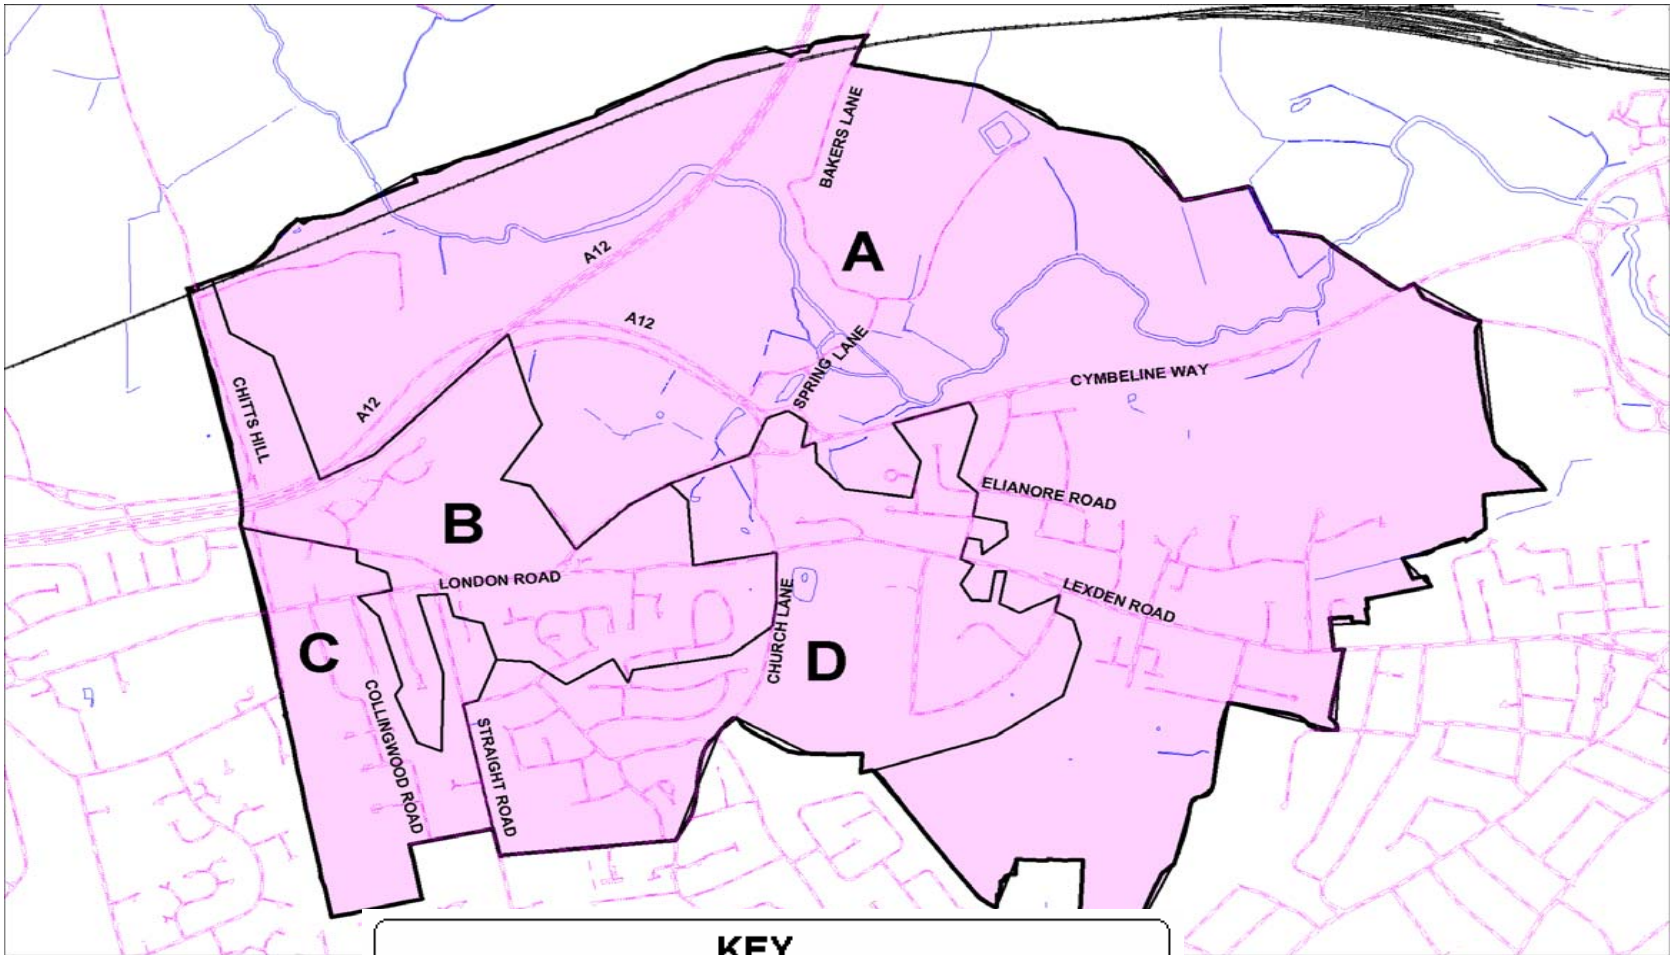 BAKERS LANE
A
A12
A12
SPRING LANE
CYMBELINE WAY
CHITTS HILL
A12
ELIANORE ROAD
B
LONDON ROAD
LEXDEN ROAD
CHURCH LANE
C
D
COLLINGWOOD ROAD
STRAIGHT ROAD
KEY